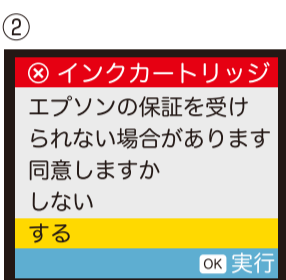 ②
⊗ インクカートリッジ
エプソンの保証を受け
られない場合があります
同意しますか
しない
する
OK 実行